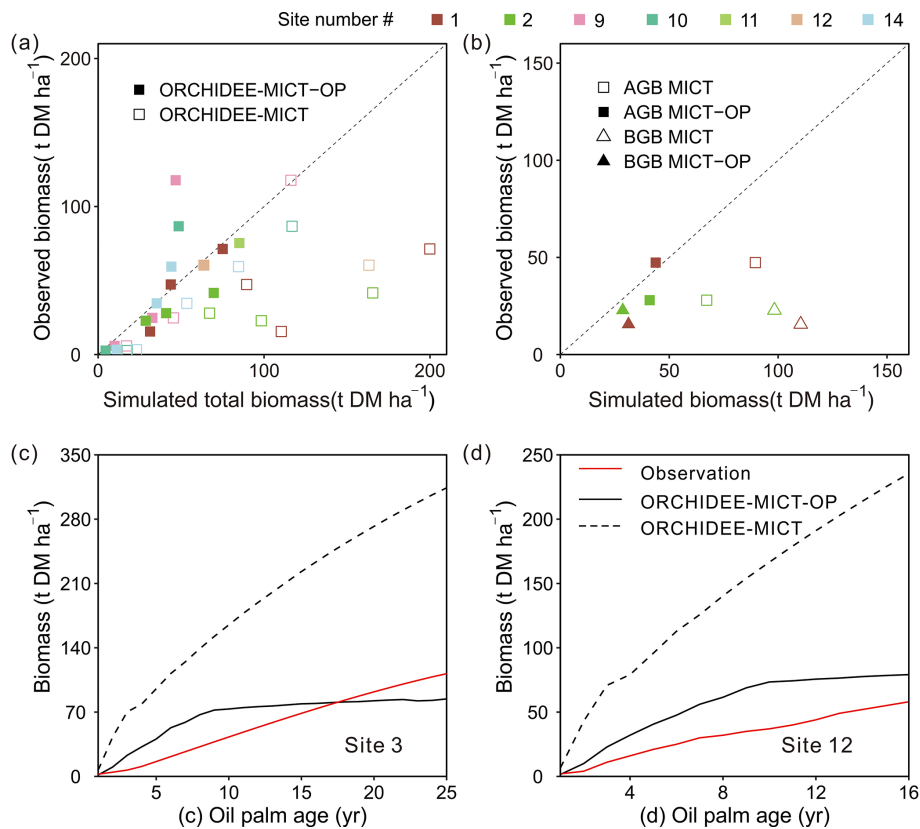 Site number # 1 2 9 10 11 12 14
(a)
Observed biomass( t DM ha⁻¹)
200
100
0
ORCHIDEE-MICT−OP
ORCHIDEE-MICT
0 50 100 150 200
Simulated total biomass(t DM ha⁻¹)
(b)
Observed biomass( t DM ha⁻¹)
150
100
50
0
AGB MICT
AGB MICT−OP
BGB MICT
BGB MICT−OP
0 50 100 150
Simulated biomass(t DM ha⁻¹)
(c)
Biomass (t DM ha⁻¹)
350
280
210
140
70
0
Site 3
5 10 15 20 25
(c) Oil palm age (yr)
(d)
Biomass (t DM ha⁻¹)
250
200
150
100
50
0
Observation
ORCHIDEE-MICT-OP
ORCHIDEE-MICT
Site 12
4 8 12 16
(d) Oil palm age (yr)